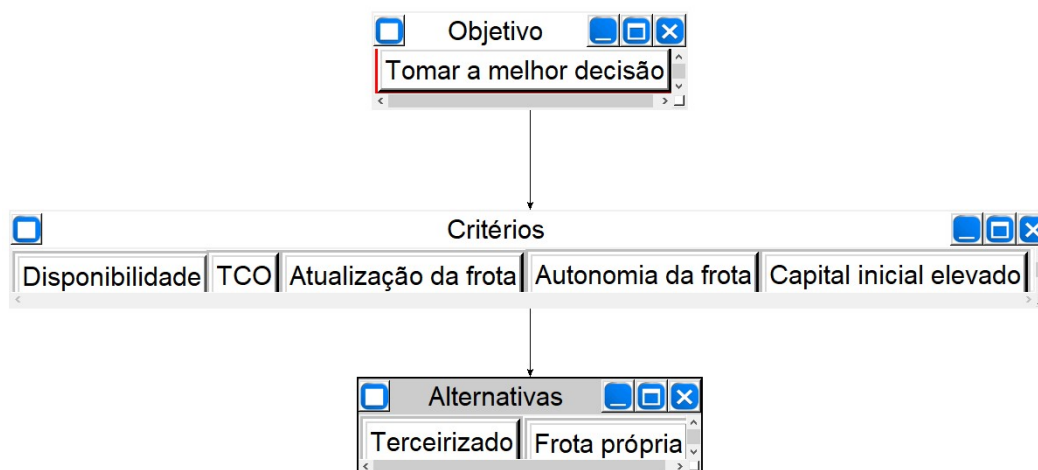 Objetivo
Tomar a melhor decisão
Critérios
Disponibilidade TCO Atualização da frota Autonomia da frota Capital inicial elevado
Alternativas
Terceirizado Frota própria